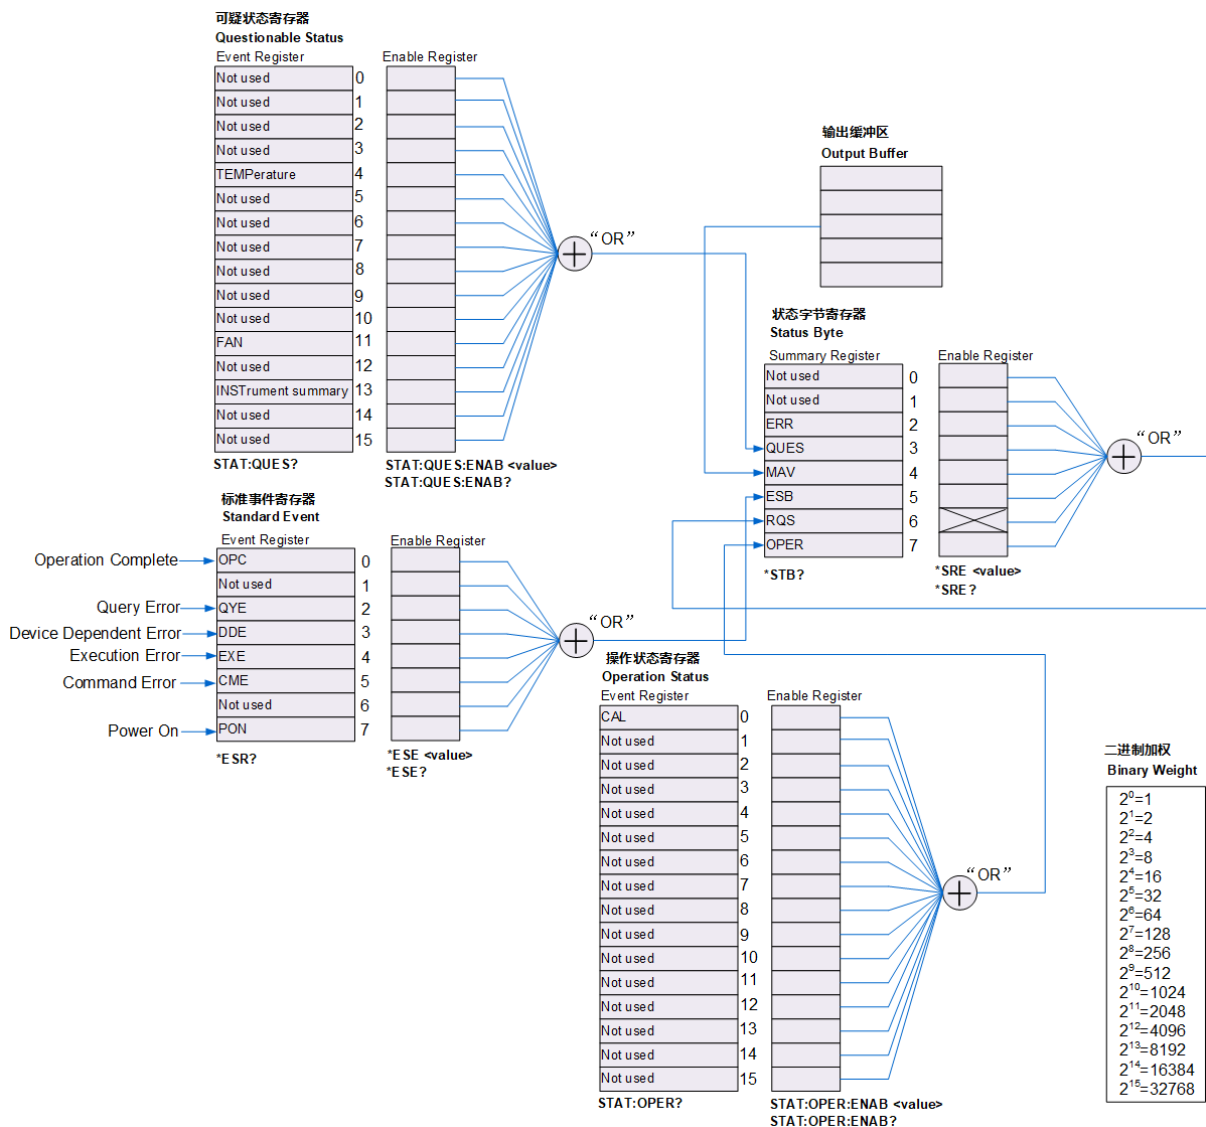 可疑状态寄存器
Questionable Status
Event Register
Enable Register
Not used 0
Not used 1
Not used 2
Not used 3
TEMPerature 4
Not used 5
Not used 6
Not used 7
Not used 8
Not used 9
Not used 10
FAN 11
Not used 12
INSTrument summary 13
Not used 14
Not used 15
“OR”
STAT:QUES?
STAT:QUES:ENAB <value>
STAT:QUES:ENAB?
输出缓冲区
Output Buffer
状态字节寄存器
Status Byte
Summary Register
Enable Register
Not used 0
Not used 1
ERR 2
QUES 3
MAV 4
ESB 5
RQS 6
OPER 7
“OR”
*STB?
*SRE <value>
*SRE?
标准事件寄存器
Standard Event
Event Register
Enable Register
Operation Complete OPC 0
Not used 1
Query Error QYE 2
Device Dependent Error DDE 3
Execution Error EXE 4
Command Error CME 5
Not used 6
Power On PON 7
“OR”
*ESR?
*ESE <value>
*ESE?
操作状态寄存器
Operation Status
Event Register
Enable Register
CAL 0
Not used 1
Not used 2
Not used 3
Not used 4
Not used 5
Not used 6
Not used 7
Not used 8
Not used 9
Not used 10
Not used 11
Not used 12
Not used 13
Not used 14
Not used 15
“OR”
STAT:OPER?
STAT:OPER:ENAB <value>
STAT:OPER:ENAB?
二进制加权
Binary Weight
2⁰=1
2¹=2
2²=4
2³=8
2⁴=16
2⁵=32
2⁶=64
2⁷=128
2⁸=256
2⁹=512
2¹⁰=1024
2¹¹=2048
2¹²=4096
2¹³=8192
2¹⁴=16384
2¹⁵=32768